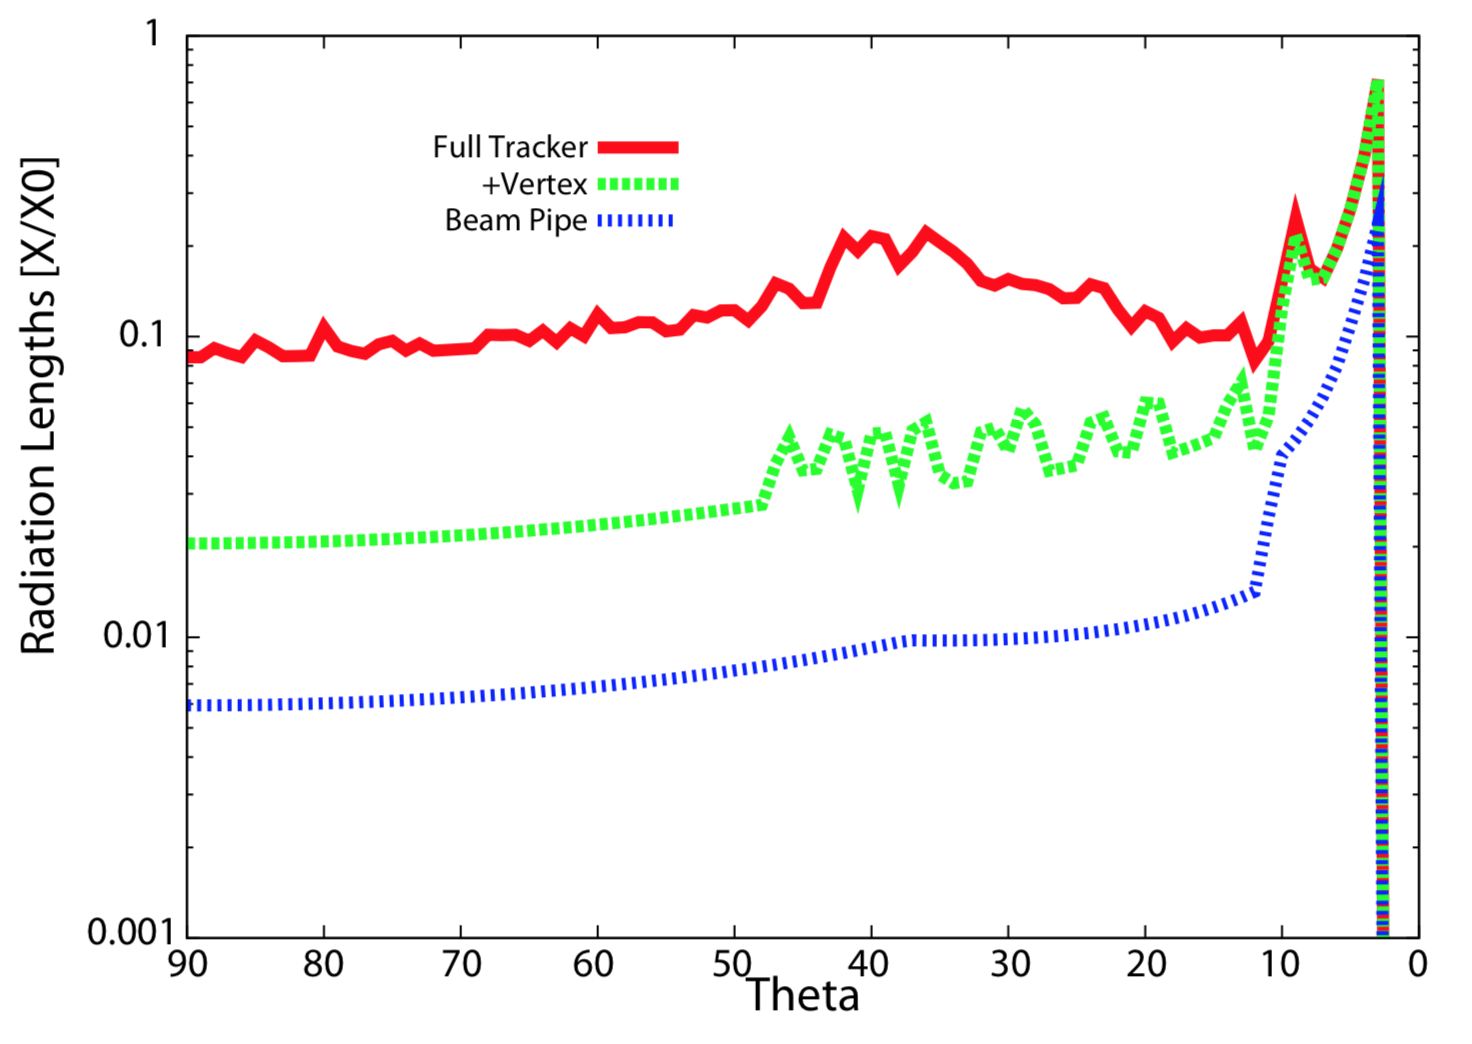 Radiation Lengths [X/X0]
1
0.1
0.01
0.001
Full Tracker
+Vertex
Beam Pipe
90 80 70 60 50 40 30 20 10 0
Theta